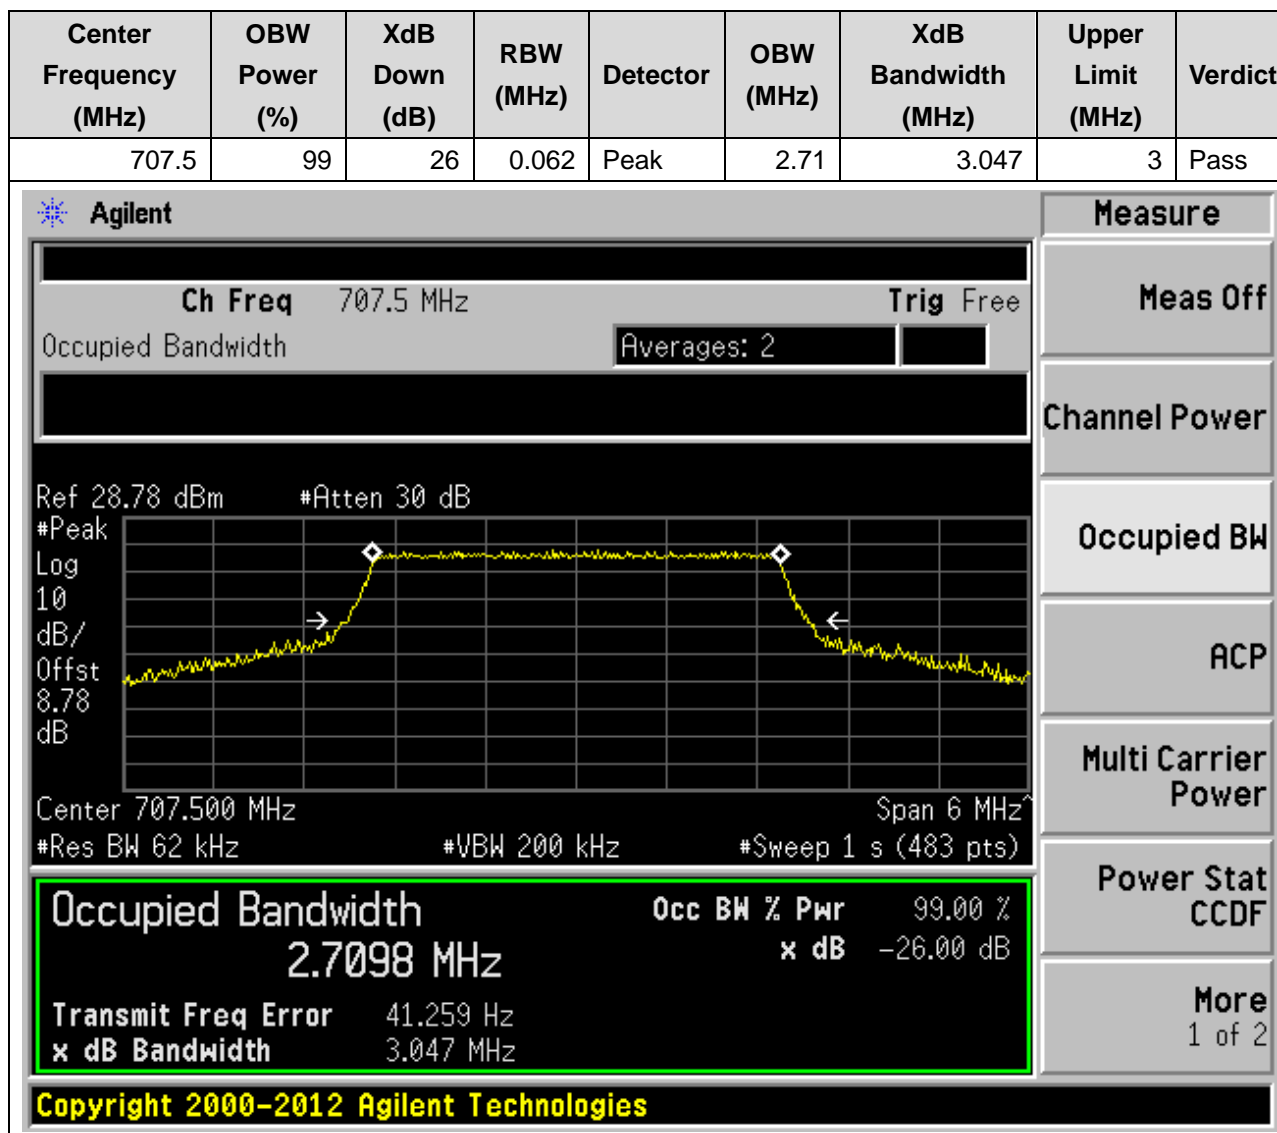 Center Frequency (MHz) OBW Power (%) XdB Down (dB) RBW (MHz) Detector OBW (MHz) XdB Bandwidth (MHz) Upper Limit (MHz) Verdict
707.5 99 26 0.062 Peak 2.71 3.047 3 Pass
Agilent
Measure
Ch Freq 707.5 MHz Trig Free
Occupied Bandwidth Averages: 2
Ref 28.78 dBm #Atten 30 dB
#Peak
Log
10
dB/
Offst
8.78
dB
Center 707.500 MHz Span 6 MHz^
#Res BW 62 kHz #VBW 200 kHz #Sweep 1 s (483 pts)
Occupied Bandwidth
2.7098 MHz
Occ BW % Pwr 99.00 %
x dB -26.00 dB
Transmit Freq Error 41.259 Hz
x dB Bandwidth 3.047 MHz
Meas Off
Channel Power
Occupied BW
ACP
Multi Carrier
Power
Power Stat
CCDF
More
1 of 2
Copyright 2000-2012 Agilent Technologies